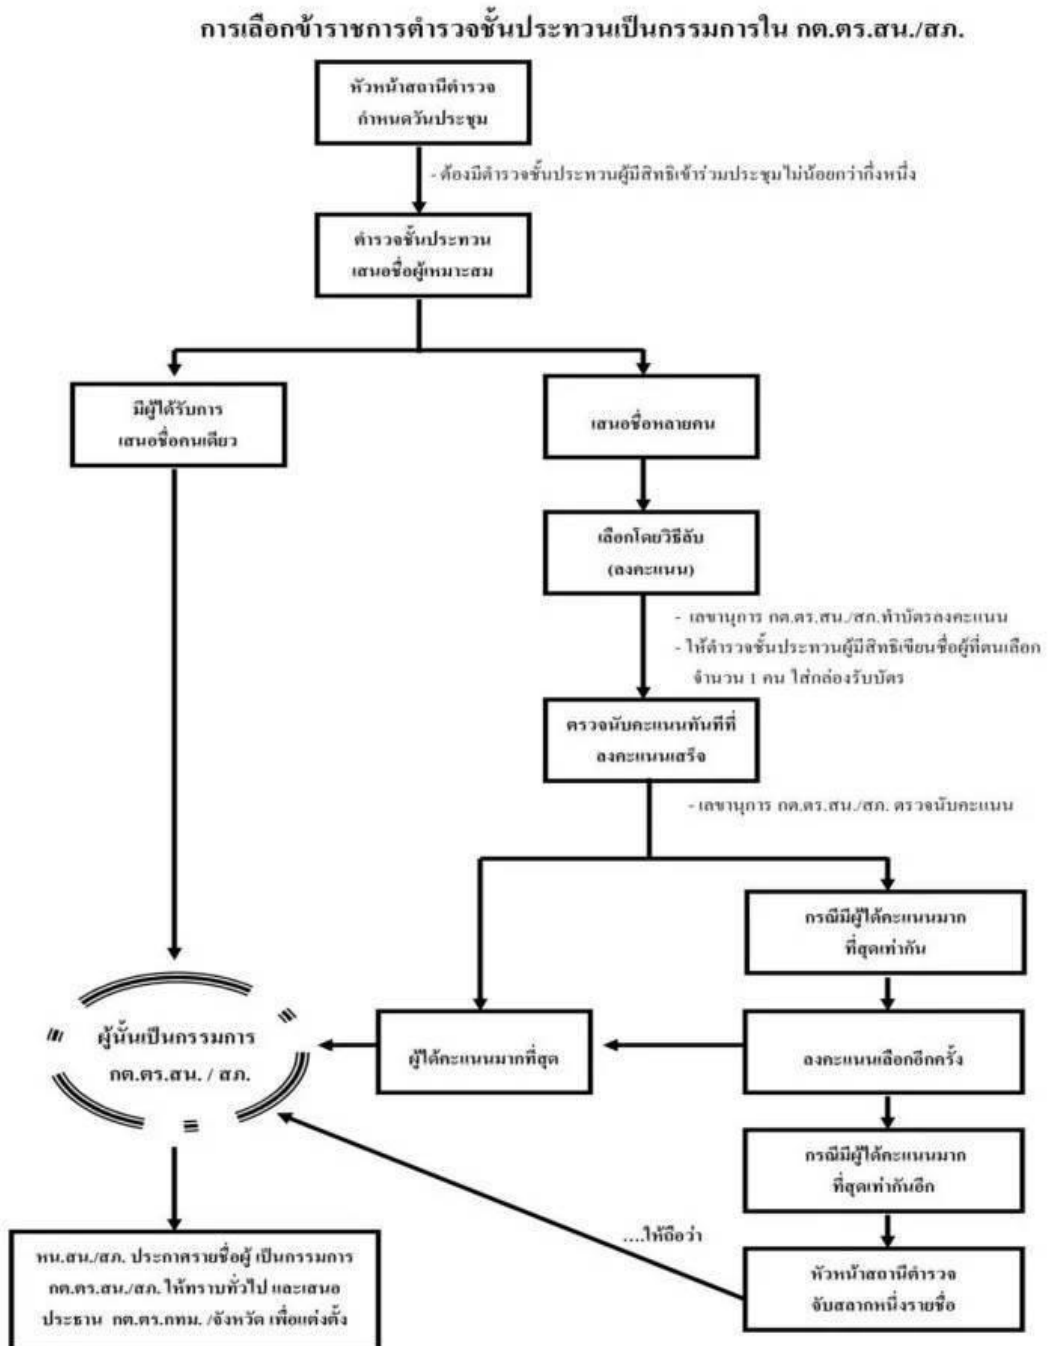 การเลือกข้าราชการตำรวจชั้นประทวนเป็นกรรมการใน กต.ตร.สน./สภ.
หัวหน้าสถานีตำรวจ
กำหนดวันประชุม
- ต้องมีตำรวจชั้นประทวนผู้มีสิทธิเข้าร่วมประชุมไม่น้อยกว่ากึ่งหนึ่ง
ตำรวจชั้นประทวน
เสนอชื่อผู้เหมาะสม
มีผู้ได้รับการ
เสนอชื่อคนเดียว
เสนอชื่อหลายคน
เลือกโดยวิธีลับ
(ลงคะแนน)
- เลขานุการ กต.ตร.สน./สภ.ทำบัตรลงคะแนน
- ให้ตำรวจชั้นประทวนผู้มีสิทธิเขียนชื่อผู้ที่ตนเลือก
จำนวน 1 คน ใส่กล่องรับบัตร
ตรวจนับคะแนนทันทีที่
ลงคะแนนเสร็จ
- เลขานุการ กต.ตร.สน./สภ. ตรวจนับคะแนน
กรณีมีผู้ได้คะแนนมาก
ที่สุดเท่ากัน
ผู้นั้นเป็นกรรมการ
กต.ตร.สน. / สภ.
ผู้ได้คะแนนมากที่สุด
ลงคะแนนเลือกอีกครั้ง
กรณีมีผู้ได้คะแนนมาก
ที่สุดเท่ากันอีก
....ให้ถือว่า
หัวหน้าสถานีตำรวจ
จับสลากหนึ่งรายชื่อ
หน.สน./สภ. ประกาศรายชื่อผู้ เป็นกรรมการ
กต.ตร.สน./สภ. ให้ทราบทั่วไป และเสนอ
ประธาน กต.ตร.กทม. /จังหวัด เพื่อแต่งตั้ง